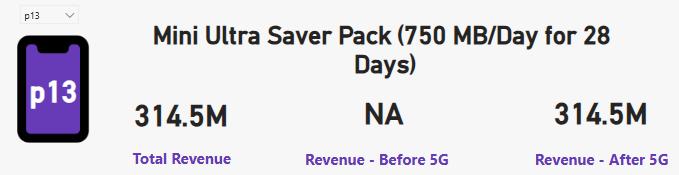 p13
Mini Ultra Saver Pack (750 MB/Day for 28
Days)
p13
314.5M
NA
314.5M
Total Revenue
Revenue - Before 5G
Revenue - After 5G